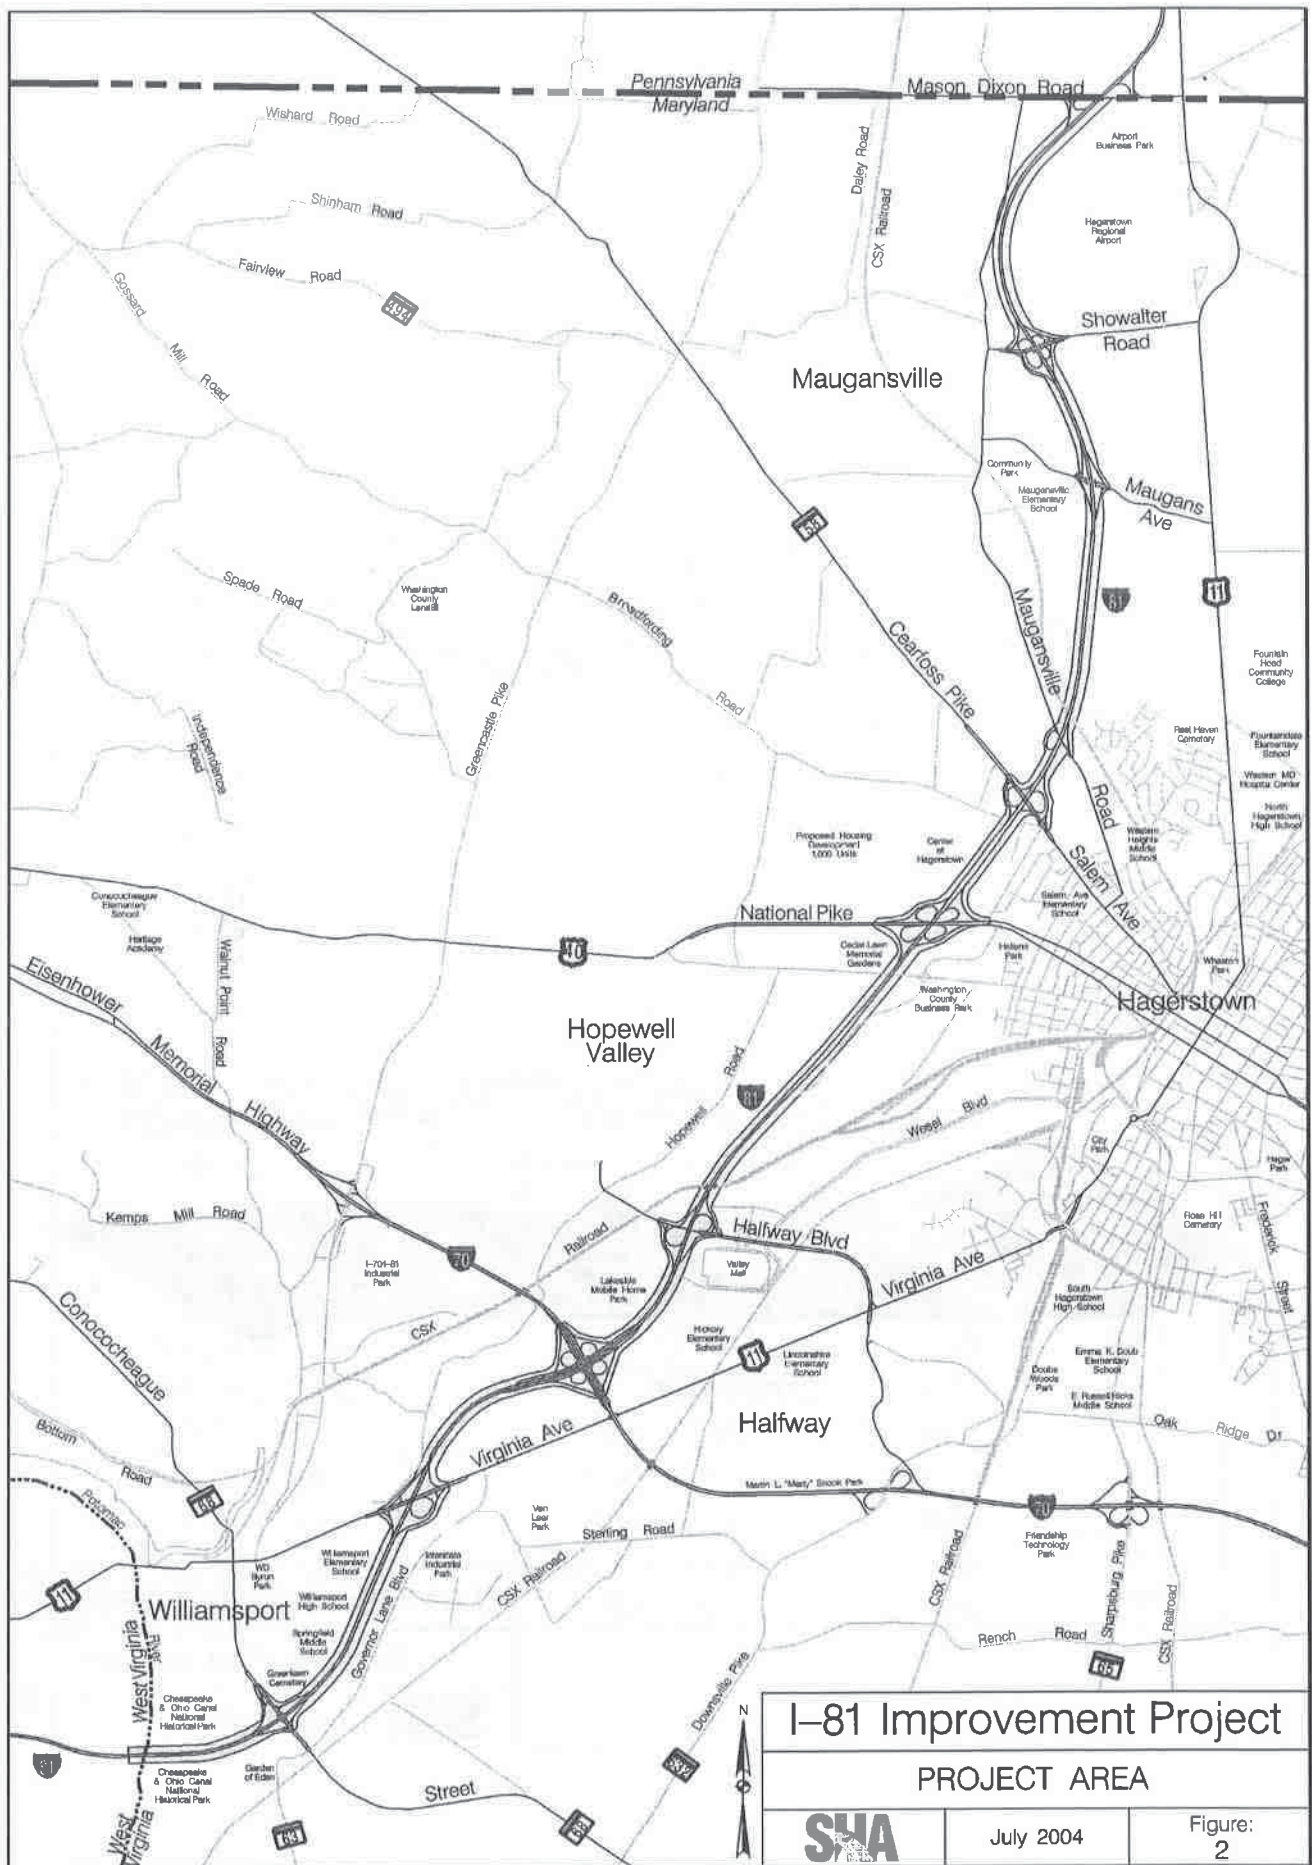 Pennsylvania
Maryland
Mason Dixon Road
Wishard Road
Daley Road
CSX Railroad
Airport
Business Park
Shinham Road
Hagerstown
Regional
Airport
Fairview Road
494
Gossard
Mill
Road
Showalter
Road
Maugansville
Community
Park
Maugansville
Elementary
School
Maugans
Ave
58
Spade Road
Washington
County
Landfill
Broadfording
Road
Cearfoss Pike
Maugansville
Road
81
11
Fountain
Head
Community
College
Greencastle Pike
Independence
Road
Rest Haven
Cemetery
Fountaindale
Elementary
School
Western MD
Hospital Center
North
Hagerstown
High School
Proposed Housing
Development
1,000 Units
Center
at
Hagerstown
Western
Heights
Middle
School
Salem Ave
Salem Ave
Elementary
School
Conococheague
Elementary
School
Heritage
Academy
Walnut Point
Road
National Pike
40
Cedar Lawn
Memorial
Gardens
Hellane
Park
Wheaton
Park
Washington
County
Business Park
Hagerstown
Eisenhower
Memorial
Highway
Hopewell
Valley
Hopewell
Road
81
Wesel Blvd
City
Park
Hager
Park
Kemps Mill Road
Railroad
CSX
Halfway Blvd
Rose Hill
Cemetery
Frederick
Street
I-70/I-81
Industrial
Park
70
Lakeside
Mobile Home
Park
Valley
Mall
Virginia Ave
South
Hagerstown
High School
Conococheague
Hickory
Elementary
School
11
Lincolnshire
Elementary
School
Emma K. Doub
Elementary
School
Doubs
Woods
Park
E. Russell Hicks
Middle School
Halfway
Oak Ridge Dr
Virginia Ave
Bottom
Road
68
Potomac
River
Martin L. "Marty" Snook Park
70
Van
Lear
Park
Sterling Road
Friendship
Technology
Park
CSX Railroad
Sharpsburg Pike
CSX Railroad
11
WD
Byron
Park
Williamsport
Elementary
School
Interstate
Industrial
Park
CSX Railroad
Williamsport
Williamsport
High School
Springfield
Middle
School
Governor Lane Blvd
Rench Road
65
West Virginia
Greenlawn
Cemetery
Chesapeake
& Ohio Canal
National
Historical Park
Downsville Pike
632
81
Chesapeake
& Ohio Canal
National
Historical Park
Garden
of Eden
Street
63
68
West
Virginia
N
I-81 Improvement Project
PROJECT AREA
SHA
July 2004
Figure:
2